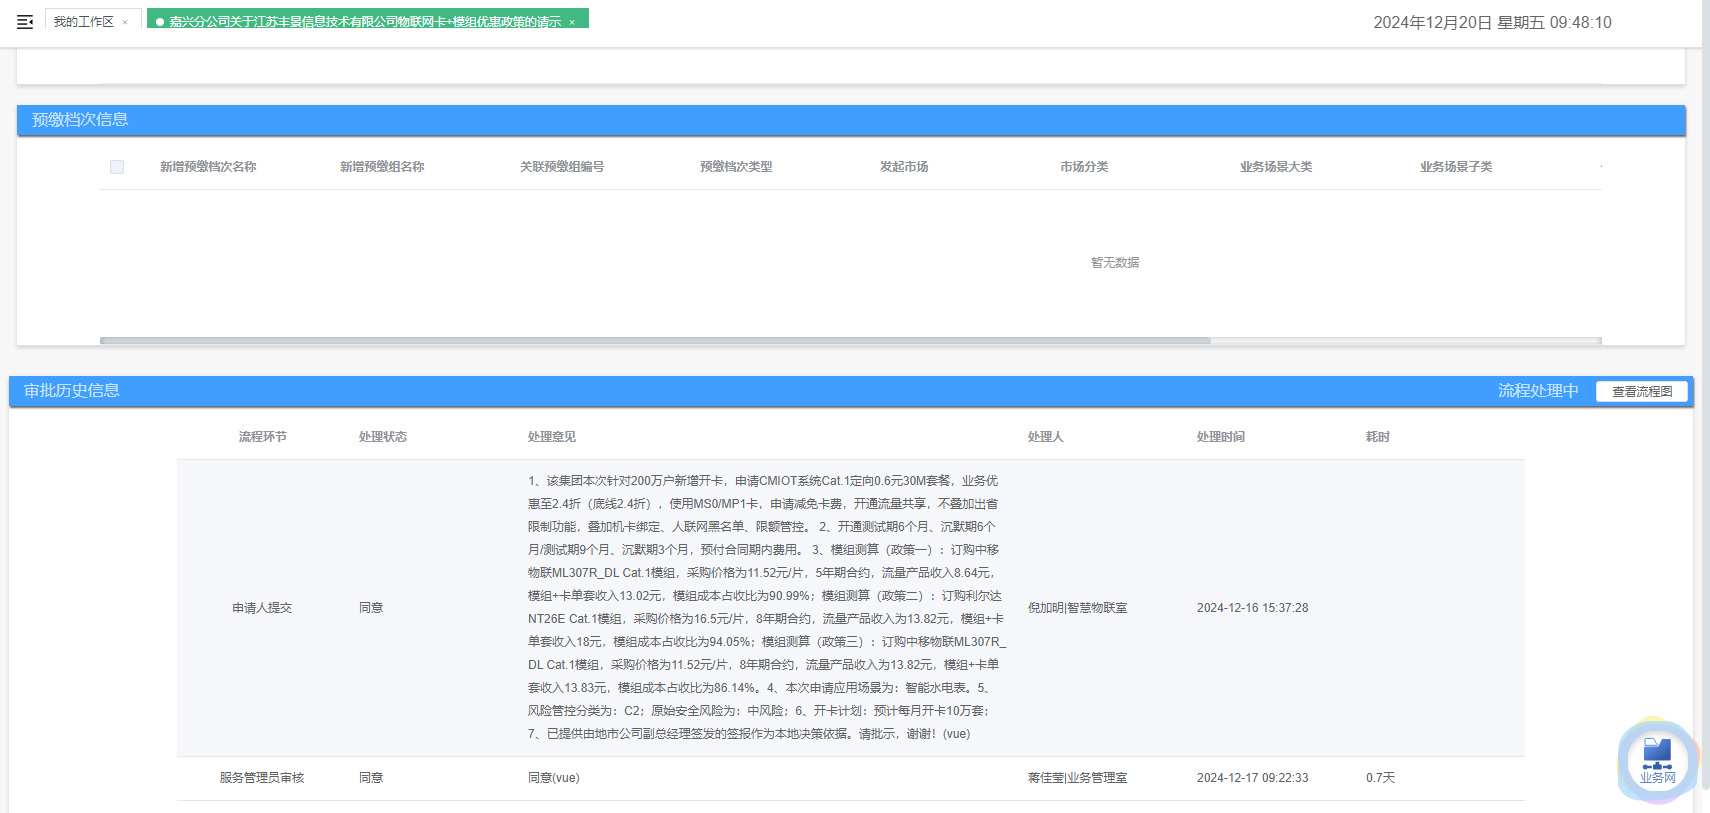 我的工作区 ×
嘉兴分公司关于江苏丰景信息技术有限公司物联网卡+模组优惠政策的请示 ×
2024年12月20日 星期五 09:48:10
预缴档次信息
新增预缴档次名称 新增预缴组名称 关联预缴组编号 预缴档次类型 发起市场 市场分类 业务场景大类 业务场景子类
暂无数据
审批历史信息 流程处理中 查看流程图
流程环节 处理状态 处理意见 处理人 处理时间 耗时
1、该集团本次针对200万户新增开卡，申请CMIOT系统Cat.1定向0.6元30M套餐，业务优
惠至2.4折（底线2.4折），使用MS0/MP1卡，申请减免卡费，开通流量共享，不叠加出省
限制功能，叠加机卡绑定、人联网黑名单、限额管控。 2、开通测试期6个月、沉默期6个
月/测试期9个月、沉默期3个月，预付合同期内费用。 3、模组测算（政策一）：订购中移
物联ML307R_DL Cat.1模组，采购价格为11.52元/片，5年期合约，流量产品收入8.64元，
模组+卡单套收入13.02元，模组成本占收比为90.99%；模组测算（政策二）：订购利尔达
NT26E Cat.1模组，采购价格为16.5元/片，8年期合约，流量产品收入为13.82元，模组+卡
单套收入18元，模组成本占收比为94.05%；模组测算（政策三）：订购中移物联ML307R_
DL Cat.1模组，采购价格为11.52元/片，8年期合约，流量产品收入为13.82元，模组+卡单
套收入13.83元，模组成本占收比为86.14%。4、本次申请应用场景为：智能水电表。5、
风险管控分类为：C2；原始安全风险为：中风险；6、开卡计划：预计每月开卡10万套；
7、已提供由地市公司副总经理签发的签报作为本地决策依据。请批示，谢谢！(vue)
申请人提交 同意 倪加明|智慧物联室 2024-12-16 15:37:28
服务管理员审核 同意 同意(vue) 蒋佳莹|业务管理室 2024-12-17 09:22:33 0.7天
业务网